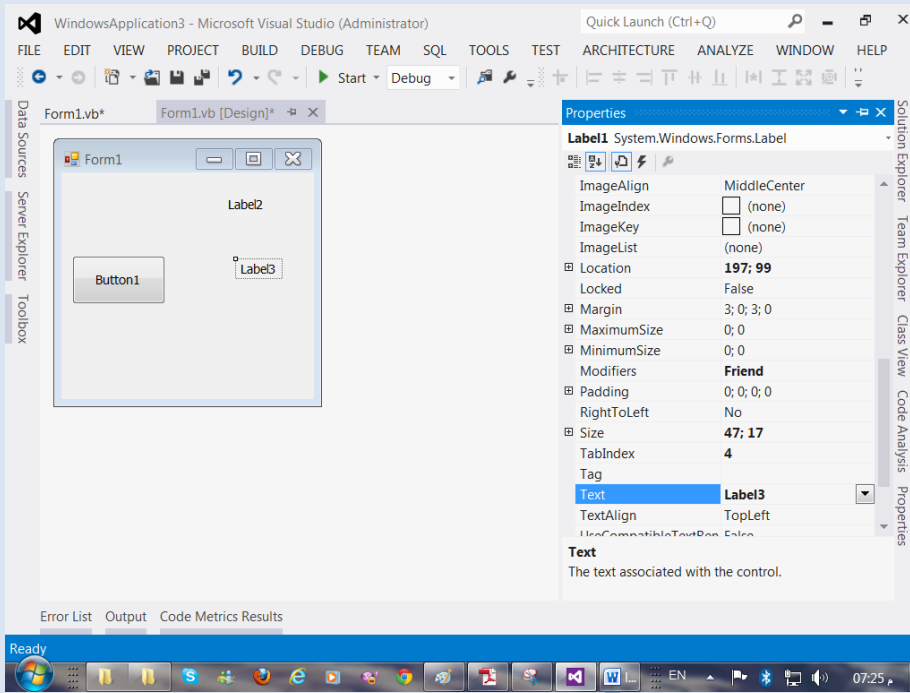 WindowsApplication3 - Microsoft Visual Studio (Administrator)
Quick Launch (Ctrl+Q)
FILE EDIT VIEW PROJECT BUILD DEBUG TEAM SQL TOOLS TEST ARCHITECTURE ANALYZE WINDOW HELP
Start Debug
Data Sources
Server Explorer
Toolbox
Form1.vb*
Form1.vb [Design]*
Form1
Label2
Label3
Button1
Properties
Label1 System.Windows.Forms.Label
ImageAlign MiddleCenter
ImageIndex (none)
ImageKey (none)
ImageList (none)
Location 197; 99
Locked False
Margin 3; 0; 3; 0
MaximumSize 0; 0
MinimumSize 0; 0
Modifiers Friend
Padding 0; 0; 0; 0
RightToLeft No
Size 47; 17
TabIndex 4
Tag
Text Label3
TextAlign TopLeft
UseCompatibleTextRen False
Text
The text associated with the control.
Solution Explorer
Team Explorer
Class View
Code Analysis
Properties
Error List Output Code Metrics Results
Ready
EN
07:25 م